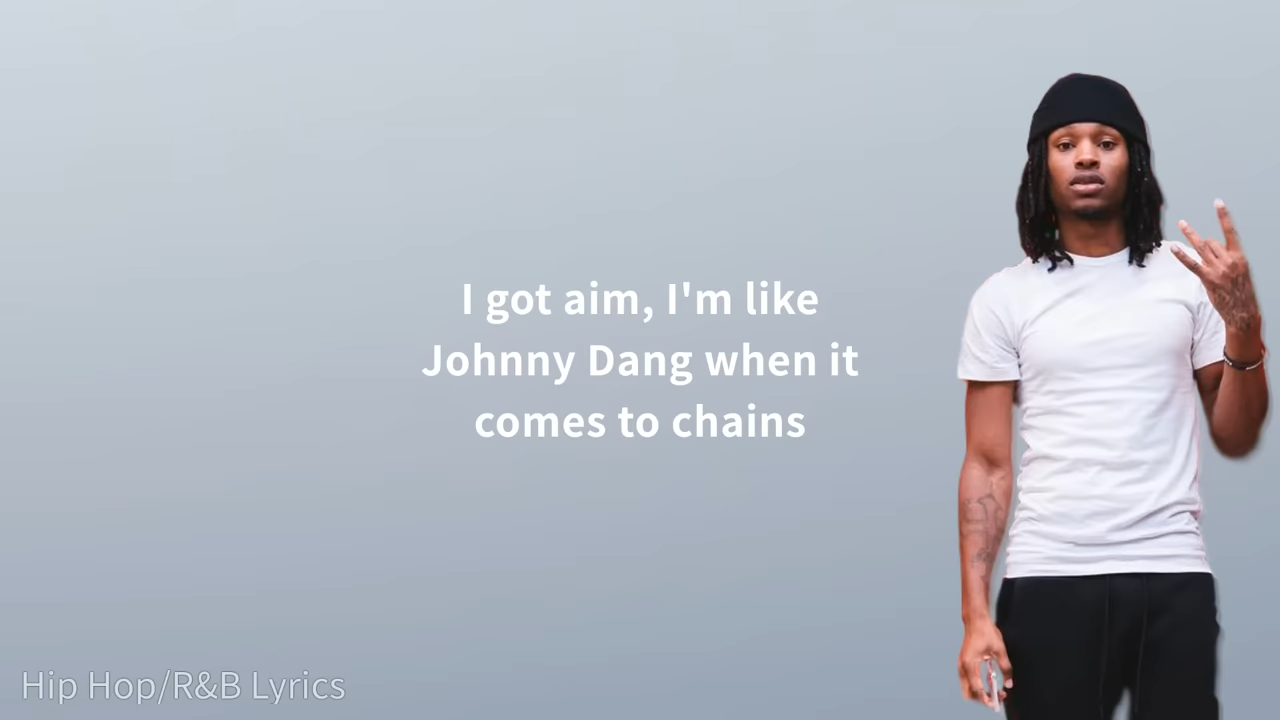 I got aim, I'm like
Johnny Dang when it
comes to chains
Hip Hop/R&B Lyrics